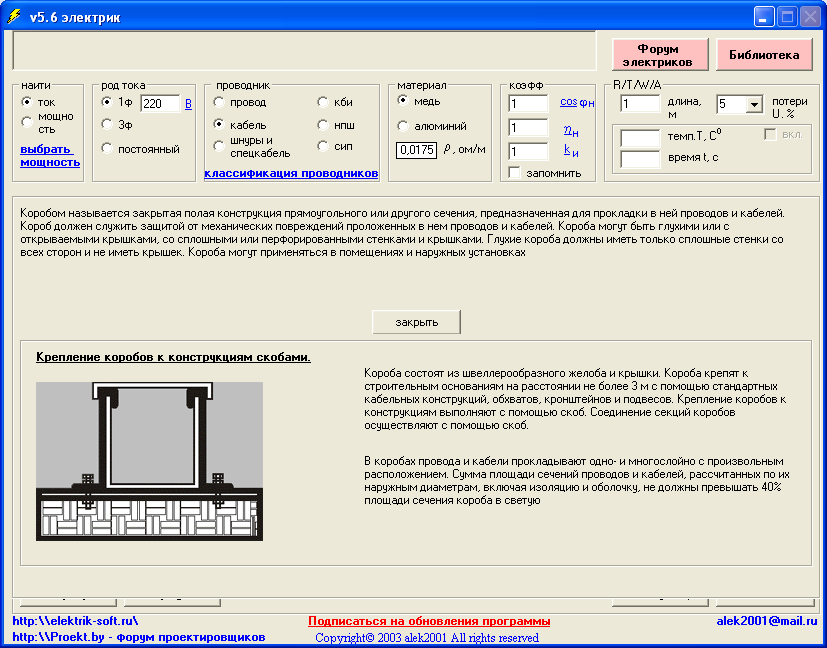 v5.6 электрик
Форум электриков
Библиотека
найти
ток
мощность
выбрать мощность
род тока
1Ф 220 В
3Ф
постоянный
проводник
провод
кби
кабель
нпш
шнуры и спецкабель
сип
классификация проводников
материал
медь
алюминий
0,0175 ρ, ом/м
коэфф
1 cos φн
1 ηн
1 kи
запомнить
R/T/W/A
1 длина, м
5 потери U. %
темп.T, C⁰
вкл.
время t, с
Коробом называется закрытая полая конструкция прямоугольного или другого сечения, предназначенная для прокладки в ней проводов и кабелей.
Короб должен служить защитой от механических повреждений проложенных в нем проводов и кабелей. Короба могут быть глухими или с
открываемыми крышками, со сплошными или перфорированными стенками и крышками. Глухие короба должны иметь только сплошные стенки со
всех сторон и не иметь крышек. Короба могут применяться в помещениях и наружных установках
закрыть
Крепление коробов к конструкциям скобами.
Короба состоят из швеллерообразного желоба и крышки. Короба крепят к
строительным основаниям на расстоянии не более 3 м с помощью стандартных
кабельных конструкций, обхватов, кронштейнов и подвесов. Крепление коробов к
конструкциям выполняют с помощью скоб. Соединение секций коробов
осуществляют с помощью скоб.
В коробах провода и кабели прокладывают одно- и многослойно с произвольным
расположением. Сумма площади сечений проводов и кабелей, рассчитанных по их
наружным диаметрам, включая изоляцию и оболочку, не должны превышать 40%
площади сечения короба в светую
http:\\elektrik-soft.ru\
Подписаться на обновления программы
alek2001@mail.ru
http:\\Proekt.by - форум проектировщиков
Copyright© 2003 alek2001 All rights reserved